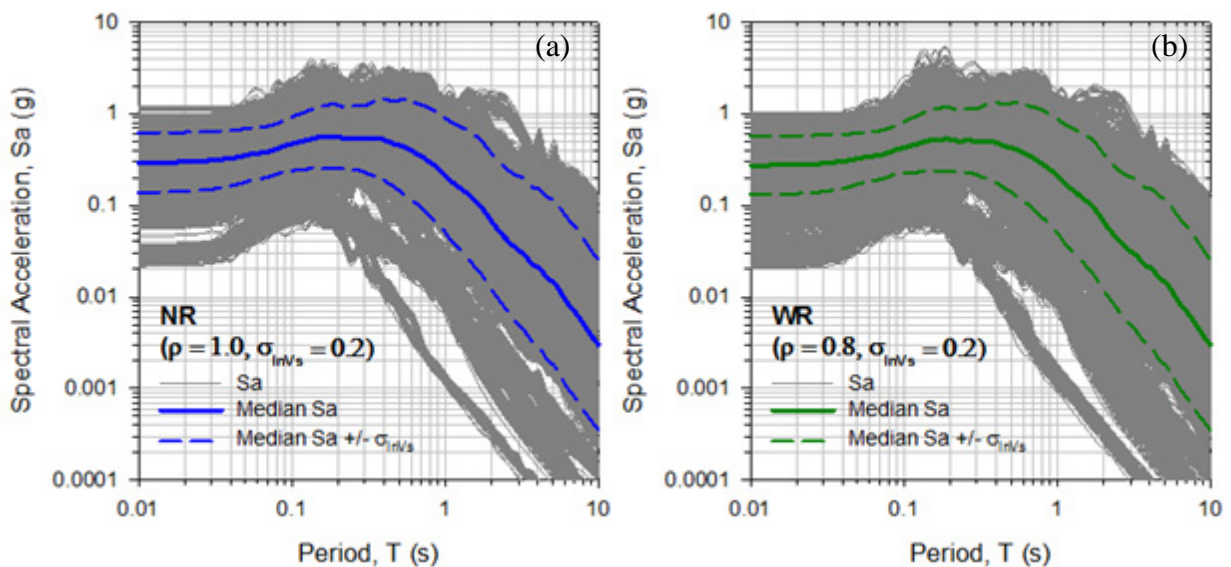 (a)
10
1
0.1
0.01
0.001
0.0001
Spectral Acceleration, Sa (g)
NR
(ρ = 1.0, σlnVs = 0.2)
Sa
Median Sa
Median Sa +/- σlnVs
0.01 0.1 1 10
Period, T (s)
(b)
10
1
0.1
0.01
0.001
0.0001
Spectral Acceleration, Sa (g)
WR
(ρ = 0.8, σlnVs = 0.2)
Sa
Median Sa
Median Sa +/- σlnVs
0.01 0.1 1 10
Period, T (s)